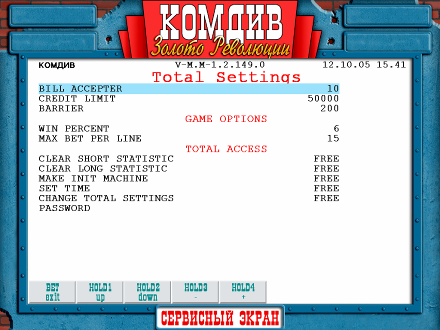 КОМДИВ
Золото Революции
КОМДИВ V-M.M-1.2.149.0 12.10.05 15.41
Total Settings
BILL ACCEPTER 10
CREDIT LIMIT 50000
BARRIER 200
GAME OPTIONS
WIN PERCENT 6
MAX BET PER LINE 15
TOTAL ACCESS
CLEAR SHORT STATISTIC FREE
CLEAR LONG STATISTIC FREE
MAKE INIT MACHINE FREE
SET TIME FREE
CHANGE TOTAL SETTINGS FREE
PASSWORD
BET HOLD1 HOLD2 HOLD3 HOLD4
exit up down - +
СЕРВИСНЫЙ ЭКРАН